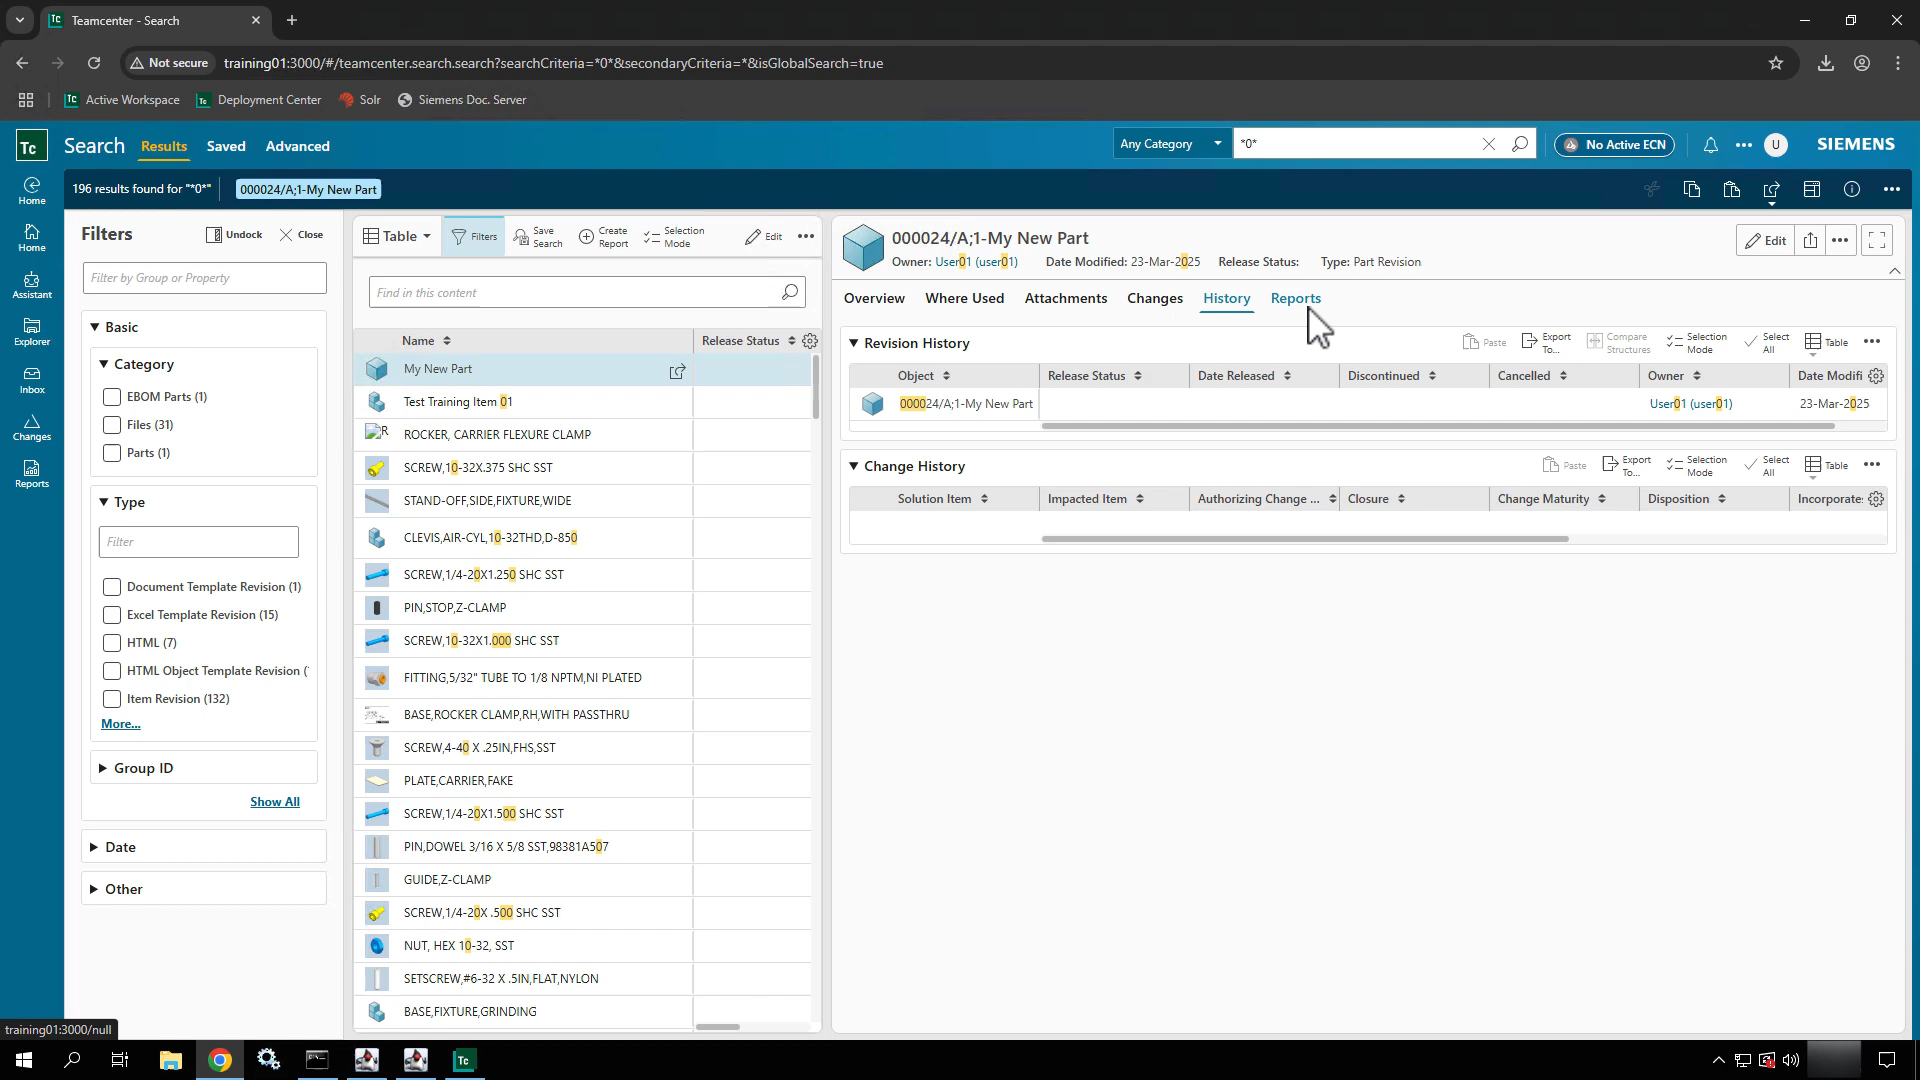 Teamcenter - Search
Not secure
training01:3000/#/teamcenter.search.search?searchCriteria=*0*&secondaryCriteria=*&isGlobalSearch=true
Active Workspace
Deployment Center
Solr
Siemens Doc. Server
Tc
Search
Results
Saved
Advanced
Any Category
*0*
No Active ECN
U
SIEMENS
196 results found for "*0*"
000024/A;1-My New Part
Home
Home
Assistant
Explorer
Inbox
Changes
Reports
Filters
Undock
Close
Filter by Group or Property
Basic
Category
EBOM Parts (1)
Files (31)
Parts (1)
Type
Filter
Document Template Revision (1)
Excel Template Revision (15)
HTML (7)
HTML Object Template Revision (
Item Revision (132)
More...
Group ID
Show All
Date
Other
Table
Filters
Save Search
Create Report
Selection Mode
Edit
Find in this content
Name
Release Status
My New Part
Test Training Item 01
ROCKER, CARRIER FLEXURE CLAMP
SCREW,10-32X.375 SHC SST
STAND-OFF,SIDE,FIXTURE,WIDE
CLEVIS,AIR-CYL,10-32THD,D-850
SCREW,1/4-20X1.250 SHC SST
PIN,STOP,Z-CLAMP
SCREW,10-32X1.000 SHC SST
FITTING,5/32" TUBE TO 1/8 NPTM,NI PLATED
BASE,ROCKER CLAMP,RH,WITH PASSTHRU
SCREW,4-40 X .25IN,FHS,SST
PLATE,CARRIER,FAKE
SCREW,1/4-20X1.500 SHC SST
PIN,DOWEL 3/16 X 5/8 SST,98381A507
GUIDE,Z-CLAMP
SCREW,1/4-20X .500 SHC SST
NUT, HEX 10-32, SST
SETSCREW,#6-32 X .5IN,FLAT,NYLON
BASE,FIXTURE,GRINDING
000024/A;1-My New Part
Owner: User01 (user01) Date Modified: 23-Mar-2025 Release Status: Type: Part Revision
Edit
Overview
Where Used
Attachments
Changes
History
Reports
Revision History
Paste
Export To...
Compare Structures
Selection Mode
Select All
Table
Object
Release Status
Date Released
Discontinued
Cancelled
Owner
Date Modifi
000024/A;1-My New Part
User01 (user01)
23-Mar-2025
Change History
Paste
Export To...
Selection Mode
Select All
Table
Solution Item
Impacted Item
Authorizing Change ...
Closure
Change Maturity
Disposition
Incorporate
training01:3000/null